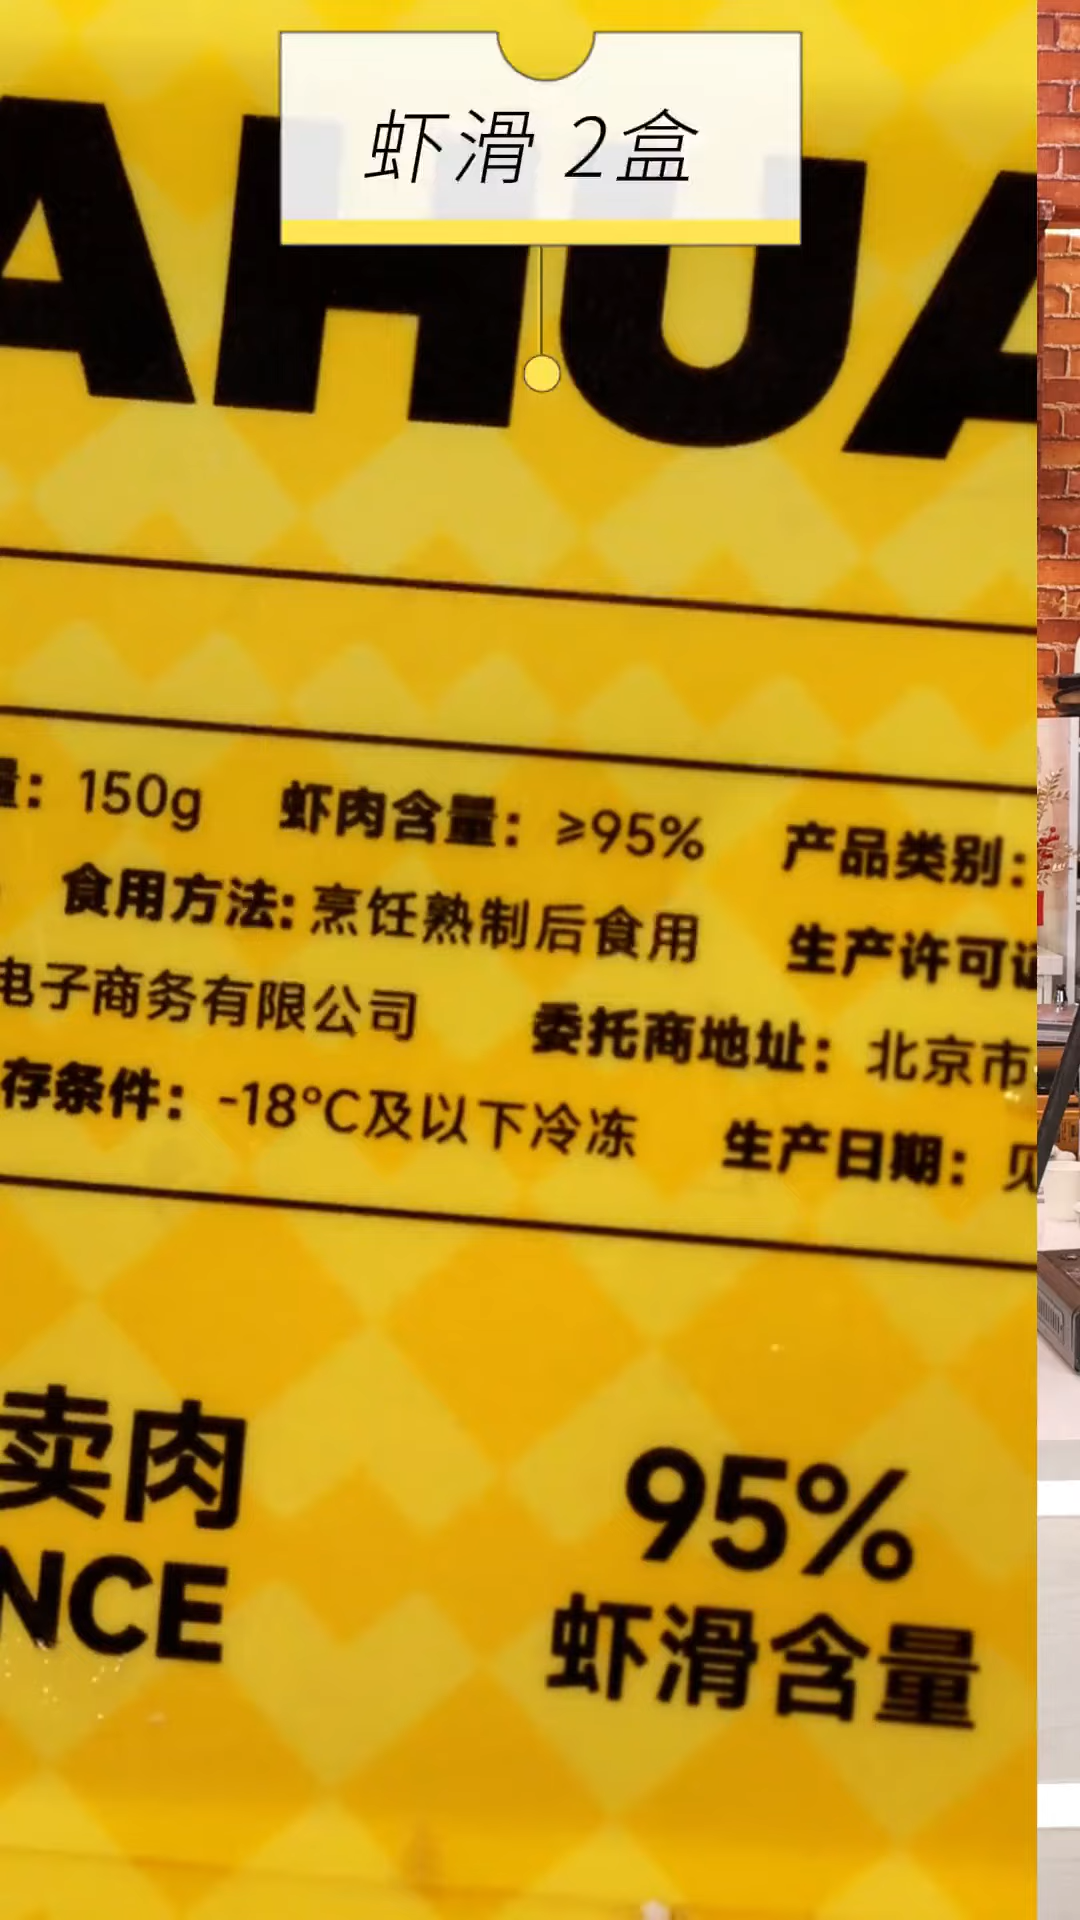 虾滑 2盒
AHUA
量：150g 虾肉含量：≥95% 产品类别：
食用方法：烹饪熟制后食用 生产许可证
电子商务有限公司 委托商地址：北京市
存条件：-18°C及以下冷冻 生产日期：见
卖肉
NCE
95%
虾滑含量